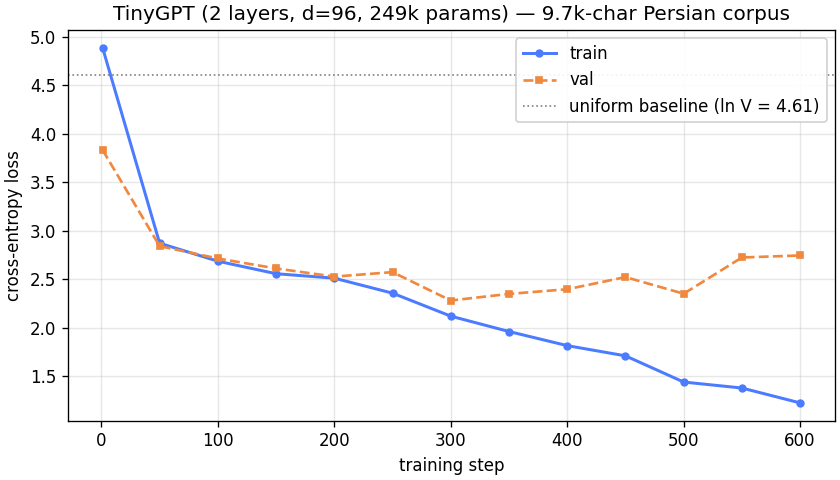 TinyGPT (2 layers, d=96, 249k params) — 9.7k-char Persian corpus
train
val
uniform baseline (ln V = 4.61)
cross-entropy loss
5.0
4.5
4.0
3.5
3.0
2.5
2.0
1.5
0 100 200 300 400 500 600
training step